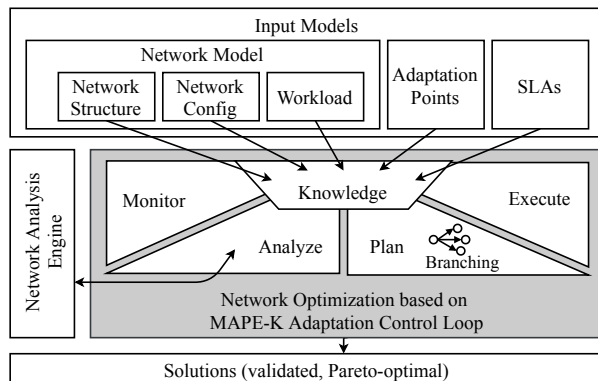 Input Models
Network Model
Network
Structure
Network
Config
Workload
Adaptation
Points
SLAs
Network Analysis
Engine
Monitor
Knowledge
Execute
Analyze
Plan
Branching
Network Optimization based on
MAPE-K Adaptation Control Loop
Solutions (validated, Pareto-optimal)